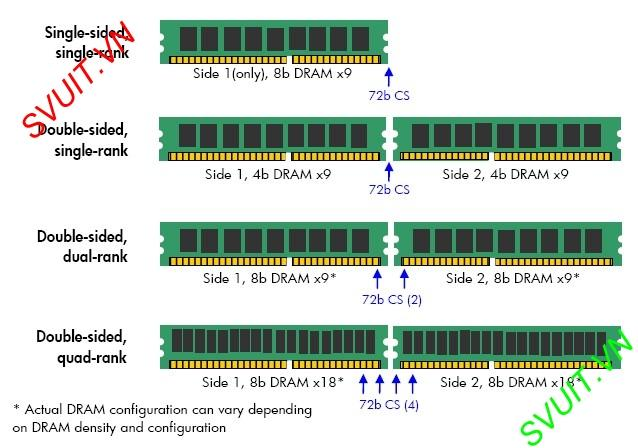 Single-sided,
single-rank
Side 1(only), 8b DRAM x9
72b CS
Double-sided,
single-rank
Side 1, 4b DRAM x9
Side 2, 4b DRAM x9
72b CS
Double-sided,
dual-rank
Side 1, 8b DRAM x9*
Side 2, 8b DRAM x9*
72b CS (2)
Double-sided,
quad-rank
Side 1, 8b DRAM x18*
Side 2, 8b DRAM x18*
72b CS (4)
* Actual DRAM configuration can vary depending
on DRAM density and configuration
SVUIT.VN
SVUIT.VN